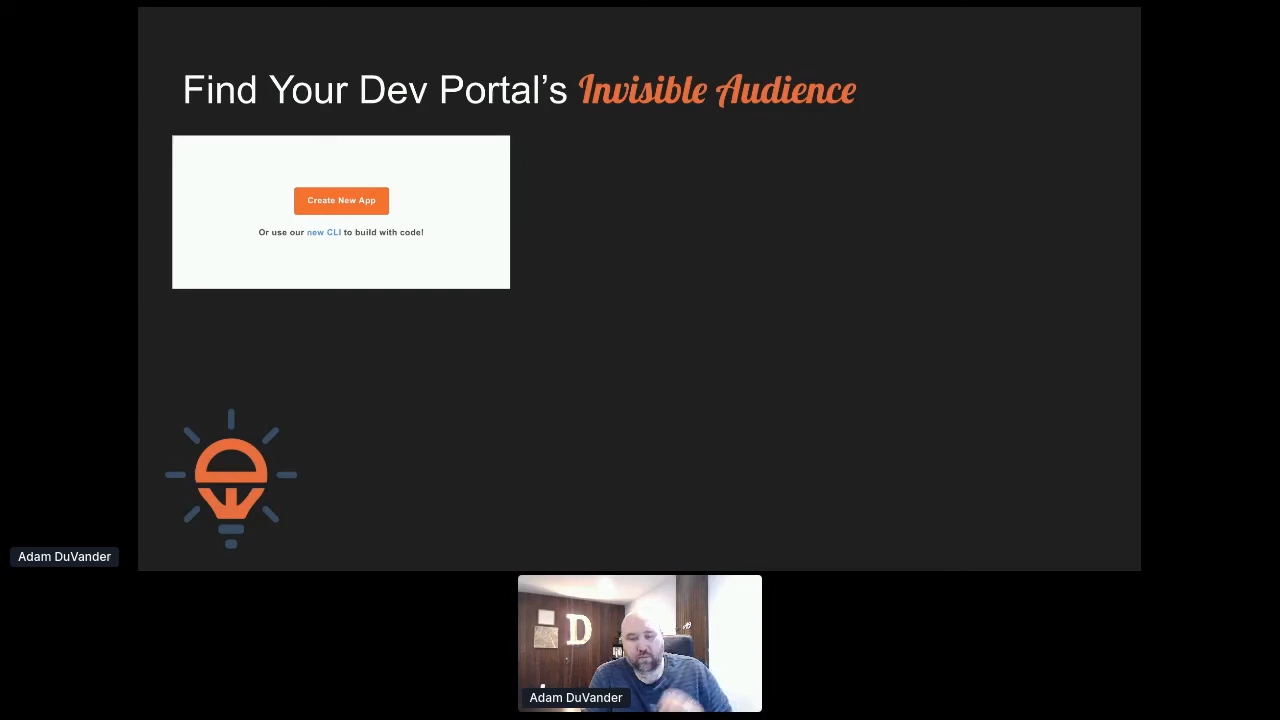 Find Your Dev Portal’s Invisible Audience
Create New App
Or use our new CLI to build with code!
Adam DuVander
D
Adam DuVander